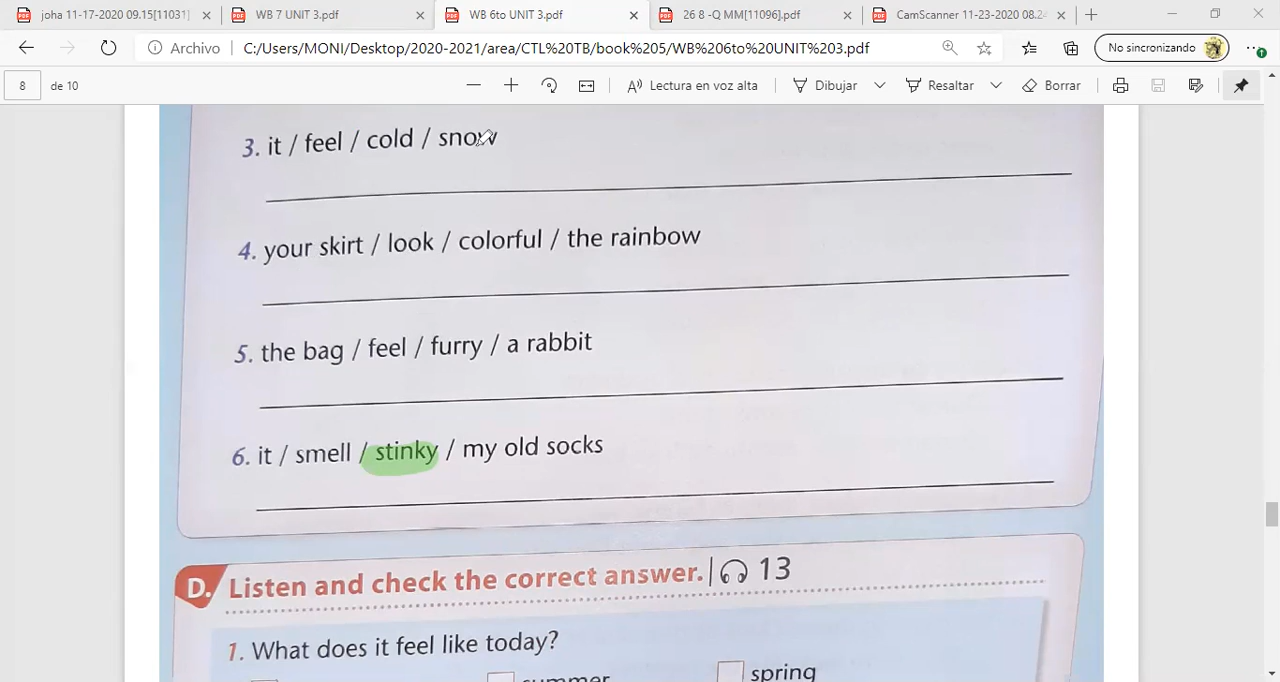 joha 11-17-2020 09.15[11031]
WB 7 UNIT 3.pdf
WB 6to UNIT 3.pdf
26 8 -Q MM[11096].pdf
CamScanner 11-23-2020 08.24
Archivo
C:/Users/MONI/Desktop/2020-2021/area/CTL%20TB/book%205/WB%206to%20UNIT%203.pdf
No sincronizando
8 de 10
Lectura en voz alta
Dibujar
Resaltar
Borrar
3. it / feel / cold / snow
4. your skirt / look / colorful / the rainbow
5. the bag / feel / furry / a rabbit
6. it / smell / stinky / my old socks
D. Listen and check the correct answer. | 13
1. What does it feel like today?
summer
spring